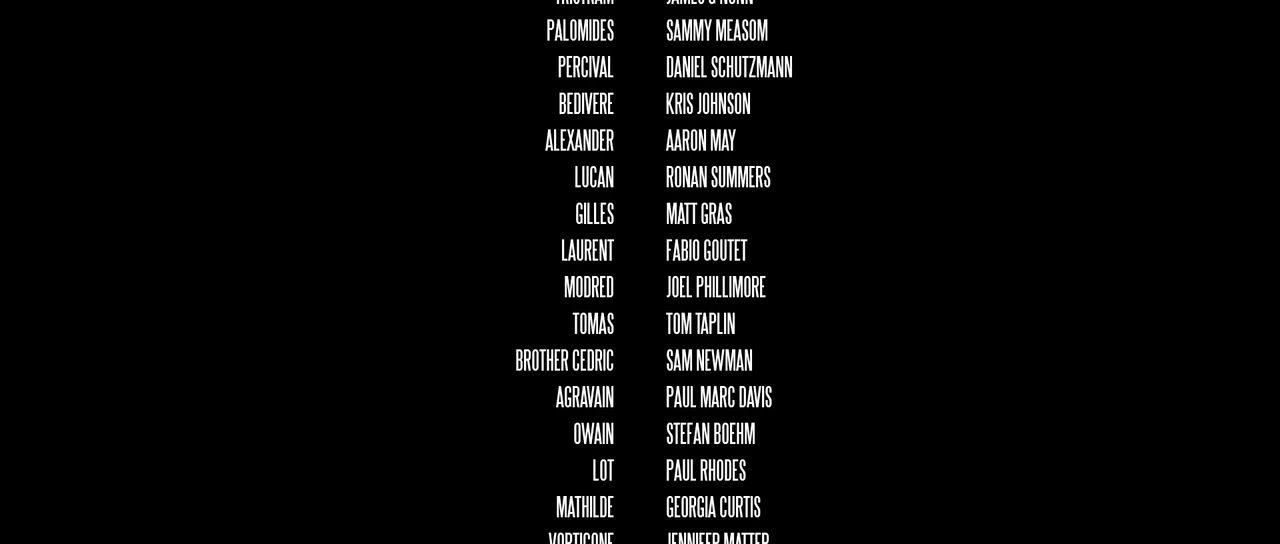 PALOMIDES SAMMY MEASOM
PERCIVAL DANIEL SCHUTZMANN
BEDIVERE KRIS JOHNSON
ALEXANDER AARON MAY
LUCAN RONAN SUMMERS
GILLES MATT GRAS
LAURENT FABIO GOUTET
MODRED JOEL PHILLIMORE
TOMAS TOM TAPLIN
BROTHER CEDRIC SAM NEWMAN
AGRAVAIN PAUL MARC DAVIS
OWAIN STEFAN BOEHM
LOT PAUL RHODES
MATHILDE GEORGIA CURTIS